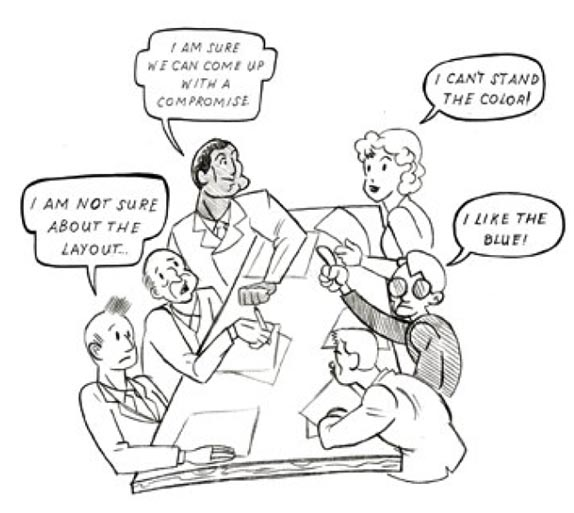 I AM SURE
WE CAN COME UP
WITH A
COMPROMISE.
I CAN'T STAND
THE COLOR!
I AM NOT SURE
ABOUT THE
LAYOUT...
I LIKE THE
BLUE!